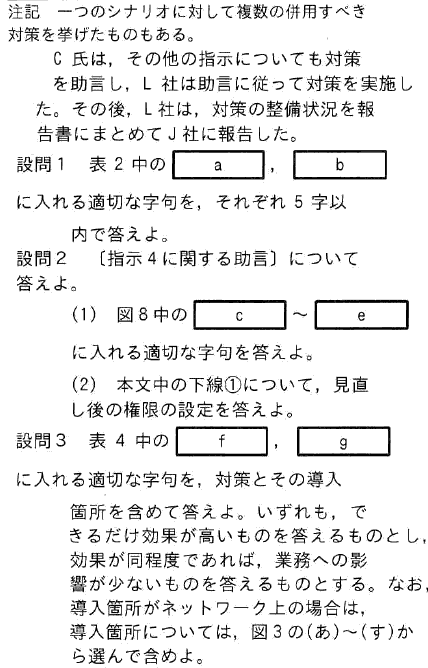 注記　一つのシナリオに対して複数の併用すべき
対策を挙げたものもある。
C 氏は，その他の指示についても対策
を助言し，L 社は助言に従って対策を実施し
た。その後，L社は，対策の整備状況を報
告書にまとめてJ社に報告した。
設問１　表 2 中の a ， b
に入れる適切な字句を，それぞれ 5 字以
内で答えよ。
設問２　〔指示４に関する助言〕について
答えよ。
(1)　図８中の c ～ e
に入れる適切な字句を答えよ。
(2)　本文中の下線①について，見直
し後の権限の設定を答えよ。
設問３　表 4 中の f ， g
に入れる適切な字句を，対策とその導入
箇所を含めて答えよ。いずれも，で
きるだけ効果が高いものを答えるものとし，
効果が同程度であれば，業務への影
響が少ないものを答えるものとする。なお，
導入箇所がネットワーク上の場合は，
導入箇所については，図３の(あ)～(す)か
ら選んで含めよ。